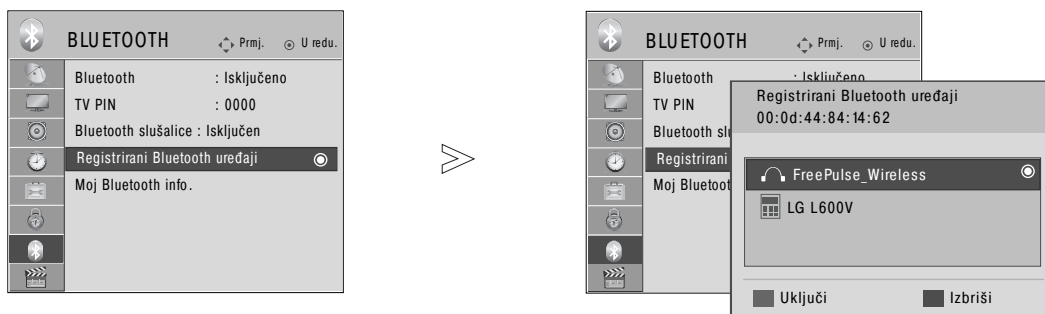 BLUETOOTH Prmj. U redu.
Bluetooth : Isključeno
TV PIN : 0000
Bluetooth slušalice : Isključen
Registrirani Bluetooth uređaji
Moj Bluetooth info.
BLUETOOTH Prmj. U redu.
Bluetooth : Isključeno
TV PIN
Bluetooth slu
Registrirani
Moj Bluetoot
Registrirani Bluetooth uređaji
00:0d:44:84:14:62
FreePulse_Wireless
LG L600V
Uključi Izbriši